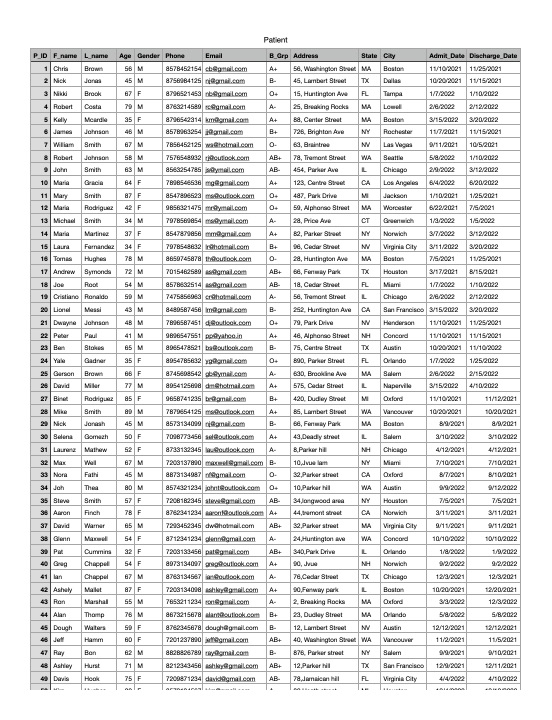 Patient
P_ID F_name L_name Age Gender Phone Email B_Grp Address State City Admit_Date Discharge_Date
1 Chris Brown 56 M 8578452154 cb@gmail.com A+ 56, Washington Street MA Boston 11/10/2021 11/25/2021
2 Nick Jonas 45 M 8756984125 nj@gmail.com B- 45, Lambert Street TX Dallas 10/20/2021 11/15/2021
3 Nikki Brook 67 F 8796521453 nb@gmail.com O+ 15, Huntington Ave FL Tampa 1/7/2022 1/10/2022
4 Robert Costa 79 M 8763214589 rc@gmail.com A- 25, Breaking Rocks MA Lowell 2/6/2022 2/12/2022
5 Kelly Mcardle 35 F 8796542314 km@gmail.com A+ 88, Center Street MA Boston 3/15/2022 3/20/2022
6 James Johnson 46 M 8578963254 jj@gmail.com B+ 726, Brighton Ave NY Rochester 11/7/2021 11/15/2021
7 William Smith 67 M 7856452125 ws@hotmail.com O- 63, Braintree NV Las Vegas 9/11/2021 10/5/2021
8 Robert Johnson 58 M 7576548932 rj@outlook.com AB+ 78, Tremont Street WA Seattle 5/8/2022 1/10/2022
9 John Smith 63 M 8563254785 js@ymail.com AB- 454, Parker Ave IL Chicago 2/9/2022 3/12/2022
10 Maria Gracia 64 F 7898546536 mg@gmail.com A+ 123, Centre Street CA Los Angeles 6/4/2022 6/20/2022
11 Mary Smith 87 F 8547896523 ms@outlook.com O+ 487, Park Drive MI Jackson 1/10/2021 1/25/2021
12 Maria Rodriguez 42 F 9856321475 mr@ymail.com O+ 59, Alphonso Street MA Worcester 6/22/2021 7/5/2021
13 Michael Smith 34 M 7978569854 ms@gmail.com A- 28, Price Ave CT Greenwich 1/3/2022 1/5/2022
14 Maria Martinez 37 F 8547879856 mm@gmail.com A+ 82, Parker Street NY Norwich 3/7/2022 3/12/2022
15 Laura Fernandez 34 F 7978548632 lr@hotmail.com B+ 96, Cedar Street NV Virginia City 3/11/2022 3/20/2022
16 Tomas Hughes 78 M 8659745878 th@outlook.com O- 28, Huntington Ave MA Boston 7/5/2021 11/25/2021
17 Andrew Symonds 72 M 7015462589 as@gmail.com AB+ 66, Fenway Park TX Houston 3/17/2021 8/15/2021
18 Joe Root 54 M 8578632514 as@gmail.com AB- 18, Cedar Street FL Miami 1/7/2022 1/10/2022
19 Cristiano Ronaldo 59 M 7475856963 cr@hotmail.com A- 56, Tremont Street IL Chicago 2/6/2022 2/12/2022
20 Lionel Messi 43 M 8489587456 lm@gmail.com B- 252, Huntington Ave CA San Francisco 3/15/2022 3/20/2022
21 Dwayne Johnson 48 M 7896587451 dj@outlook.com O+ 79, Park Drive NV Henderson 11/10/2021 11/25/2021
22 Peter Paul 41 M 9896547551 pp@yahoo.in A+ 46, Alphonso Street NH Concord 11/10/2021 11/15/2021
23 Ben Stokes 65 M 8965478521 bs@outlook.com B- 75, Centre Street TX Austin 10/20/2021 11/10/2022
24 Yale Gadner 35 F 8954785632 yg@outlook.com O+ 890, Parker Street FL Orlando 1/7/2022 1/25/2022
25 Gerson Brown 66 F 8745698542 gb@ymail.com A- 630, Brookline Ave MA Salem 2/6/2022 2/15/2022
26 David Miller 77 M 8954125698 dm@hotmail.com A+ 575, Cedar Street IL Naperville 3/15/2022 4/10/2022
27 Binet Rodriguez 85 F 9658741235 br@gmail.com B+ 420, Dudley Street MI Oxford 11/10/2021 11/12/2021
28 Mike Smith 89 M 7879654125 ms@outlook.com A+ 85, Lambert Street WA Vancouver 10/20/2021 10/20/2021
29 Nick Jonash 45 M 8573134099 nj@gmail.com B- 66, Fenway Park MA Boston 8/9/2021 8/9/2021
30 Selena Gomezh 50 F 7098773456 sel@outlook.com A+ 43,Deadly street IL Salem 3/10/2022 3/10/2022
31 Laurenz Mathew 52 F 8733132345 lau@outlook.com A- 8,Parker hill NH Chicago 4/12/2021 4/12/2021
32 Max Well 67 M 7203137890 maxwell@gmail.com B- 10,Jvue lam NY Miami 7/10/2021 7/10/2021
33 Nora Fathi 45 M 8873134987 nf@gmail.com O- 32,Parker street CA Oxford 8/7/2021 8/10/2021
34 Joh Thea 80 M 8574321234 johnt@outlook.com O+ 10,Parker hill WA Austin 9/9/2022 9/12/2022
35 Steve Smith 57 F 7208182345 steve@gmail.com AB- 34,longwood area NY Houston 7/5/2021 7/5/2021
36 Aaron Finch 78 F 8762341234 aaronf@outlook.com A+ 44,tremont street CA Norwich 3/11/2021 3/11/2021
37 David Warner 65 M 7293452345 dw@hotmail.com AB+ 32,Parker street MA Virginia City 9/11/2021 9/11/2021
38 Glenn Maxwell 54 F 8712341234 glenn@gmail.com A- 24,Huntington ave WA Concord 10/10/2022 10/10/2022
39 Pat Cummins 32 F 7203133456 pat@gmail.com AB+ 340,Park Drive IL Orlando 1/8/2022 1/9/2022
40 Greg Chappell 54 F 8973134097 greg@outlook.com A+ 90, Jvue NH Norwich 9/2/2022 9/2/2022
41 Ian Chappel 67 M 8763134567 ian@outlook.com A- 76,Cedar Street TX Chicago 12/3/2021 12/3/2021
42 Ashely Mallet 87 F 7203134098 ashley@gmail.com A+ 90,Fenway park IL Boston 10/20/2021 12/20/2021
43 Ron Marshall 55 M 7653211234 ron@gmail.com A- 2, Breaking Rocks MA Oxford 3/3/2022 12/3/2022
44 Alan Thomp 76 M 8673215678 alant@outlook.com B+ 23, Dudley Street MA Orlando 5/8/2022 5/8/2022
45 Dough Walters 59 F 8762345678 dough@gmail.com B- 12, Lambert Street NV Austin 12/12/2021 12/12/2021
46 Jeff Hamm 60 F 7201237890 jeff@gmail.com AB+ 40, Washington Street WA Vancouver 11/2/2021 11/5/2021
47 Ray Bon 62 M 8828826789 ray@gmail.com B- 876, Parker street NY Salem 9/9/2021 9/10/2021
48 Ashley Hurst 71 M 8212343456 ashley@gmail.com AB+ 12,Parker hill TX San Francisco 12/9/2021 12/11/2021
49 Davis Hook 75 F 7209871234 david@gmail.com AB- 78,Jamaican hill FL Virginia City 4/4/2022 4/10/2022